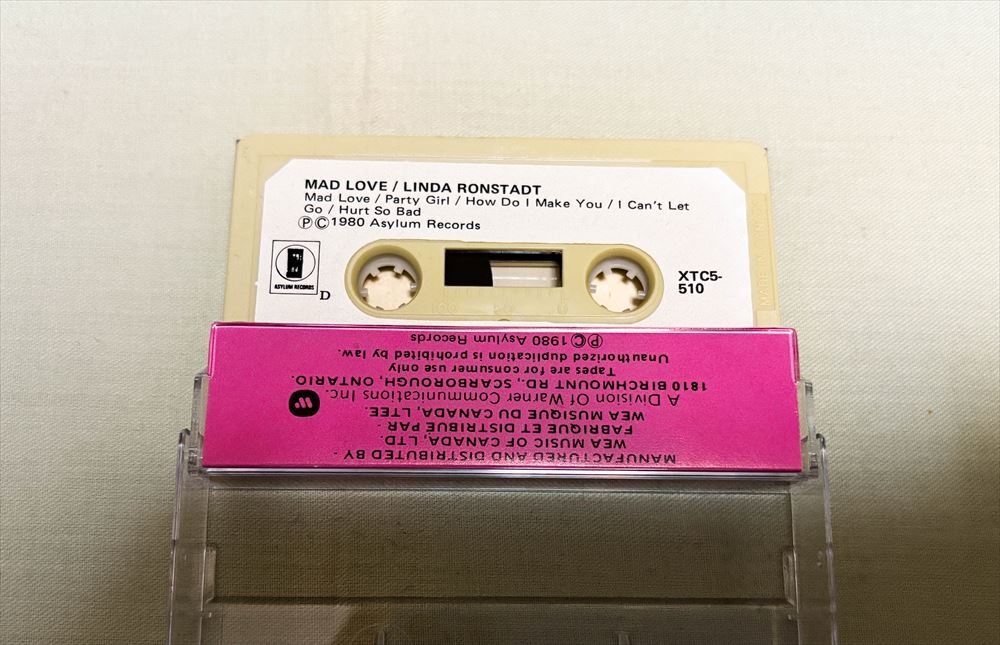 MAD LOVE / LINDA RONSTADT
Mad Love / Party Girl / How Do I Make You / I Can't Let
Go / Hurt So Bad
ⓅⒸ1980 Asylum Records
ASYLUM RECORDS
D
XTC5-
510
MANUFACTURED AND DISTRIBUTED BY -
WEA MUSIC OF CANADA, LTD.
FABRIQUE ET DISTRIBUE PAR -
WEA MUSIQUE DU CANADA, LTEE.
A Division Of Warner Communications Inc.
1810 BIRCHMOUNT RD., SCARBOROUGH, ONTARIO.
Tapes are for consumer use only
Unauthorized duplication is prohibited by law.
ⓅⒸ1980 Asylum Records